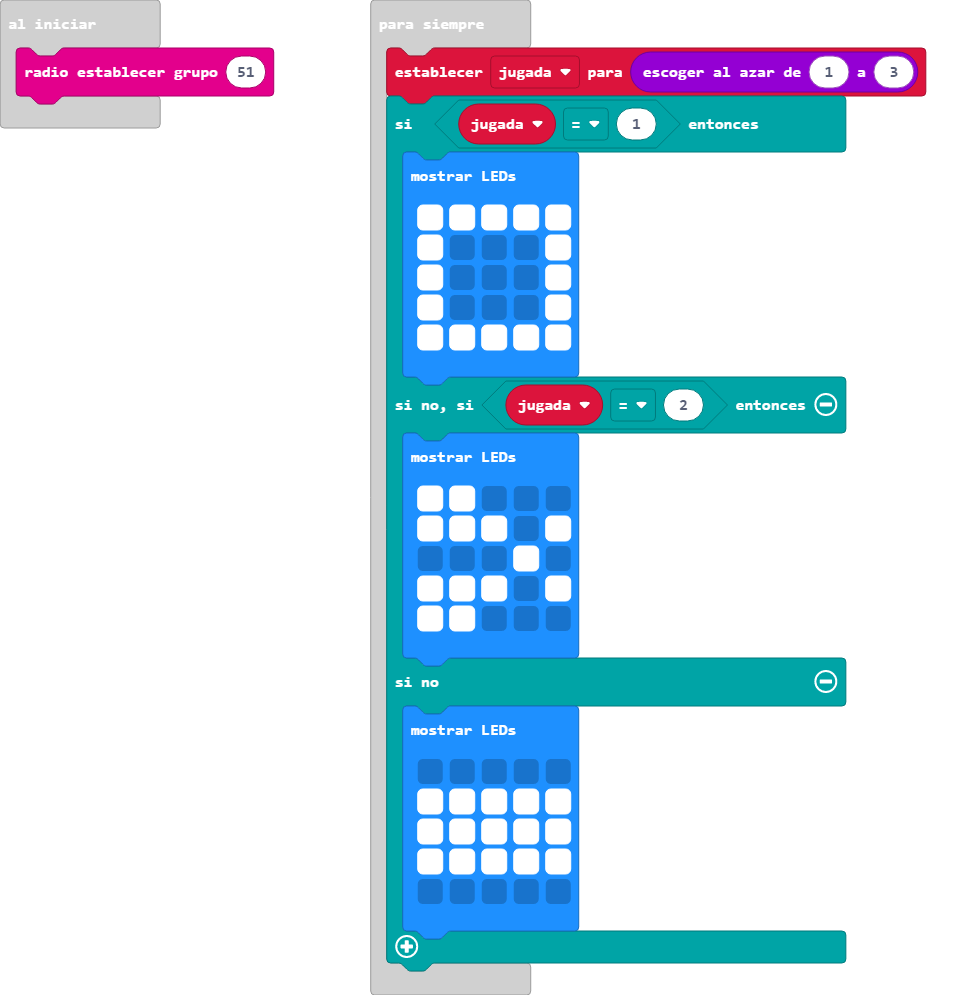 al iniciar
radio establecer grupo 51
para siempre
establecer jugada para escoger al azar de 1 a 3
si jugada = 1 entonces
mostrar LEDs
si no, si jugada = 2 entonces
mostrar LEDs
si no
mostrar LEDs